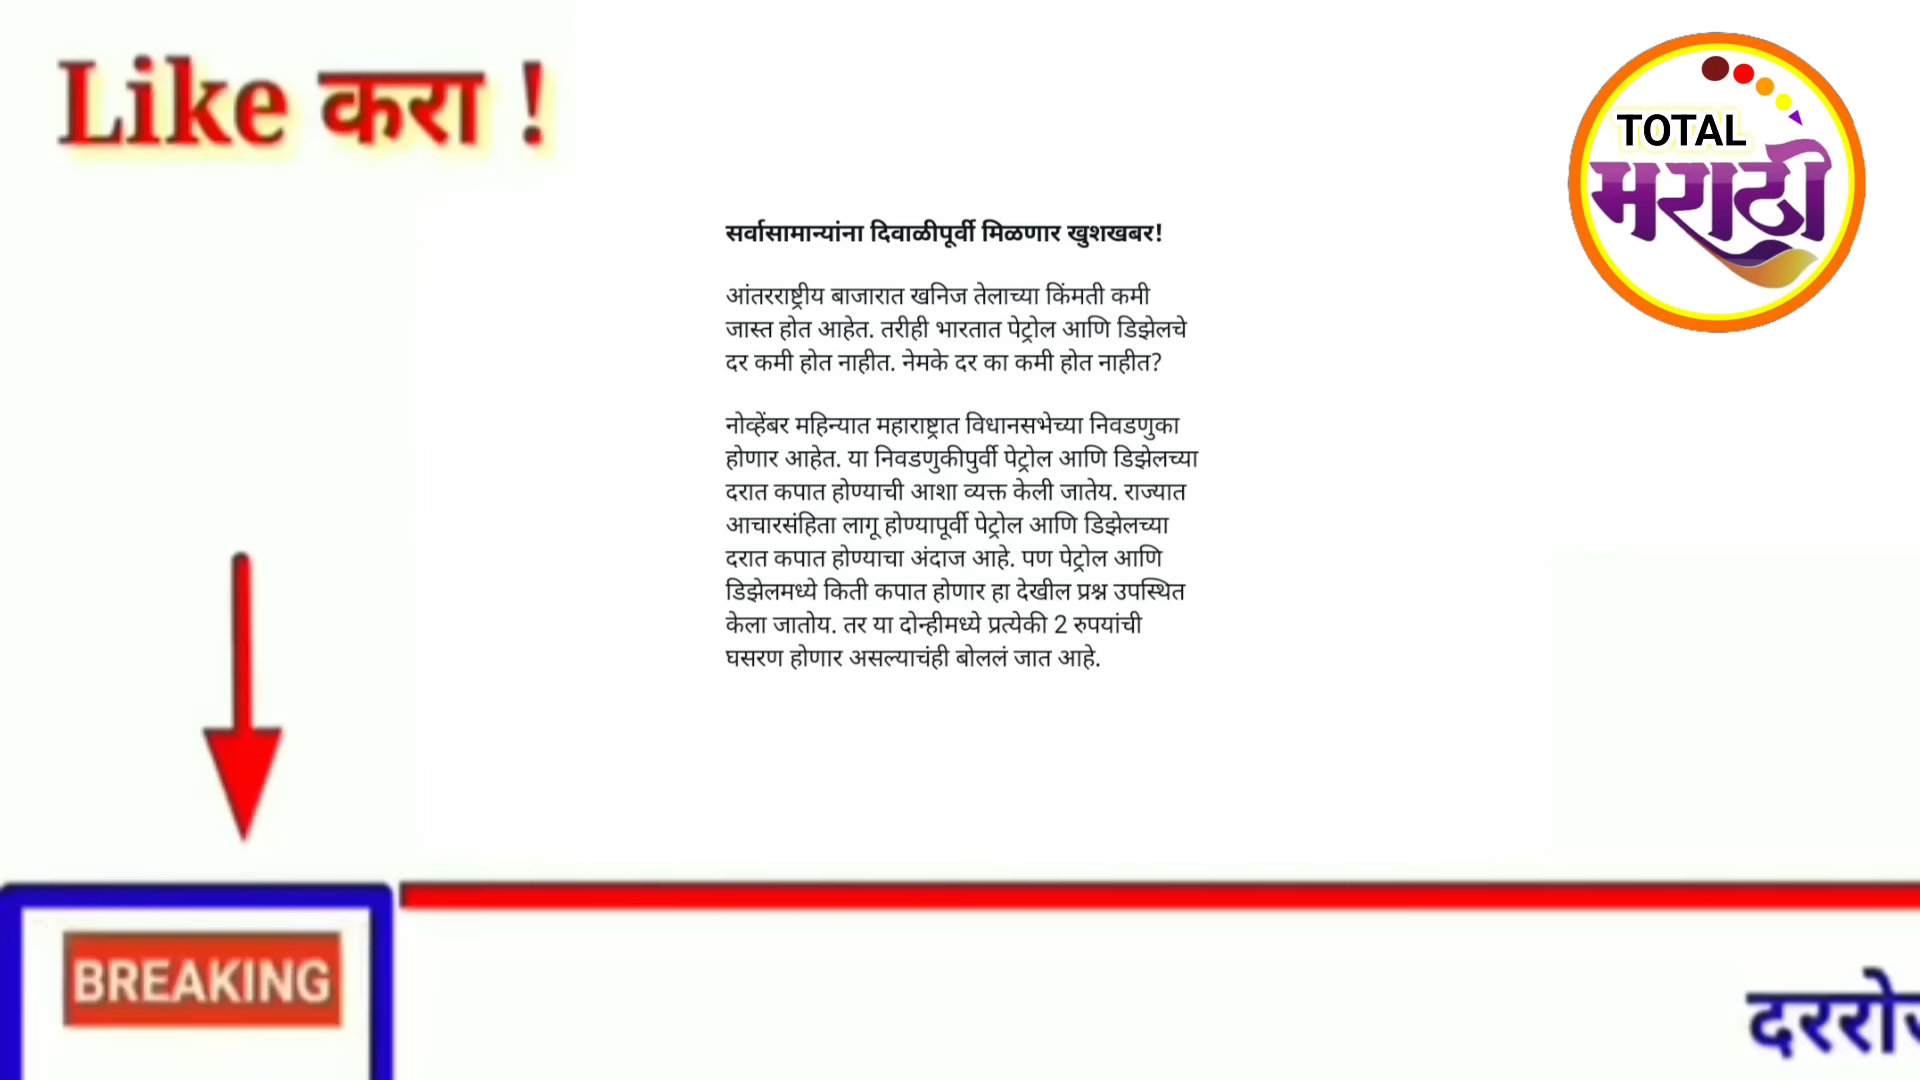 Like करा !
TOTAL
मराठी
सर्वासामान्यांना दिवाळीपूर्वी मिळणार खुशखबर!
आंतरराष्ट्रीय बाजारात खनिज तेलाच्या किंमती कमी
जास्त होत आहेत. तरीही भारतात पेट्रोल आणि डिझेलचे
दर कमी होत नाहीत. नेमके दर का कमी होत नाहीत?
नोव्हेंबर महिन्यात महाराष्ट्रात विधानसभेच्या निवडणुका
होणार आहेत. या निवडणुकीपुर्वी पेट्रोल आणि डिझेलच्या
दरात कपात होण्याची आशा व्यक्त केली जातेय. राज्यात
आचारसंहिता लागू होण्यापूर्वी पेट्रोल आणि डिझेलच्या
दरात कपात होण्याचा अंदाज आहे. पण पेट्रोल आणि
डिझेलमध्ये किती कपात होणार हा देखील प्रश्न उपस्थित
केला जातोय. तर या दोन्हीमध्ये प्रत्येकी 2 रुपयांची
घसरण होणार असल्याचंही बोललं जात आहे.
BREAKING